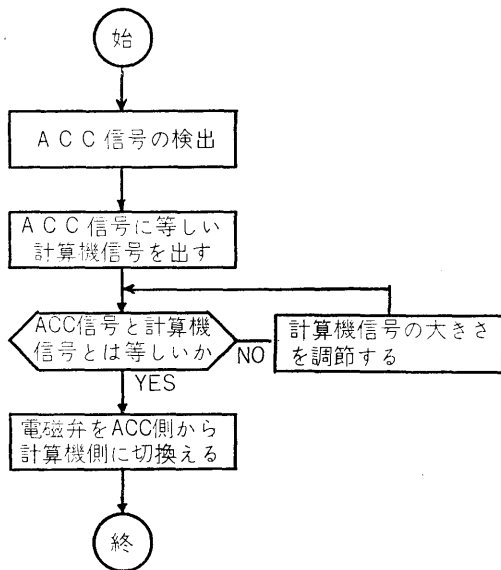 始
ACC信号の検出
ACC信号に等しい
計算機信号を出す
ACC信号と計算機
信号とは等しいか
NO
計算機信号の大きさ
を調節する
YES
電磁弁をACC側から
計算機側に切換える
終